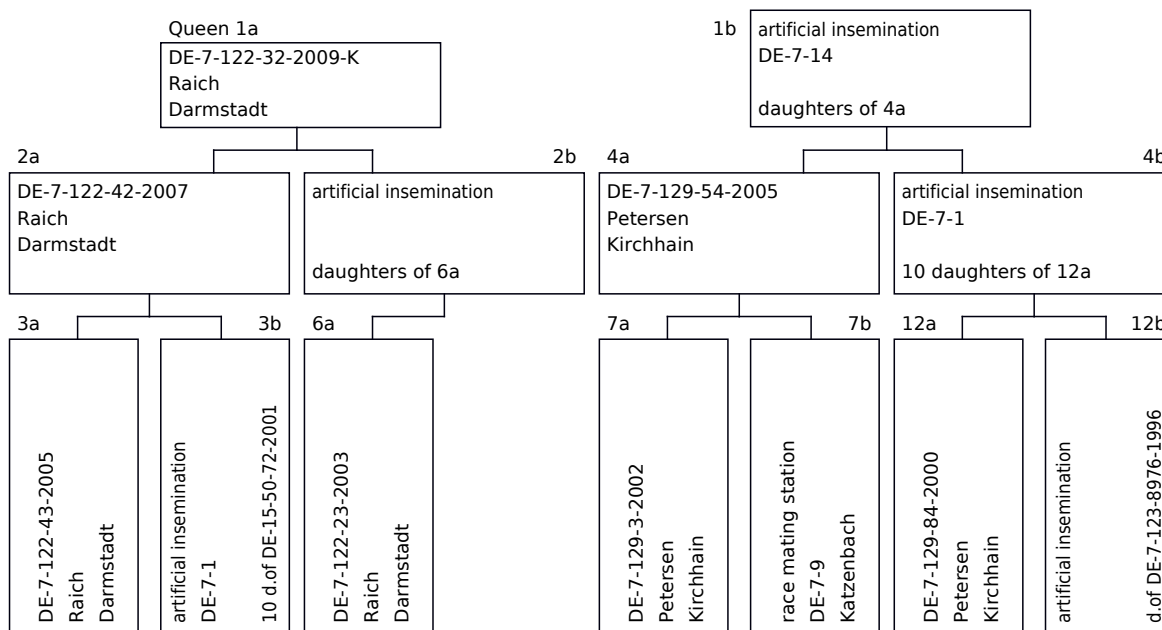 Queen 1a
DE-7-122-32-2009-K
Raich
Darmstadt
1b
artificial insemination
DE-7-14
daughters of 4a
2a
DE-7-122-42-2007
Raich
Darmstadt
2b
artificial insemination
daughters of 6a
4a
DE-7-129-54-2005
Petersen
Kirchhain
4b
artificial insemination
DE-7-1
10 daughters of 12a
3a
DE-7-122-43-2005
Raich
Darmstadt
3b
artificial insemination
DE-7-1
10 d.of DE-15-50-72-2001
6a
DE-7-122-23-2003
Raich
Darmstadt
7a
DE-7-129-3-2002
Petersen
Kirchhain
7b
race mating station
DE-7-9
Katzenbach
12a
DE-7-129-84-2000
Petersen
Kirchhain
12b
artificial insemination
d.of DE-7-123-8976-1996